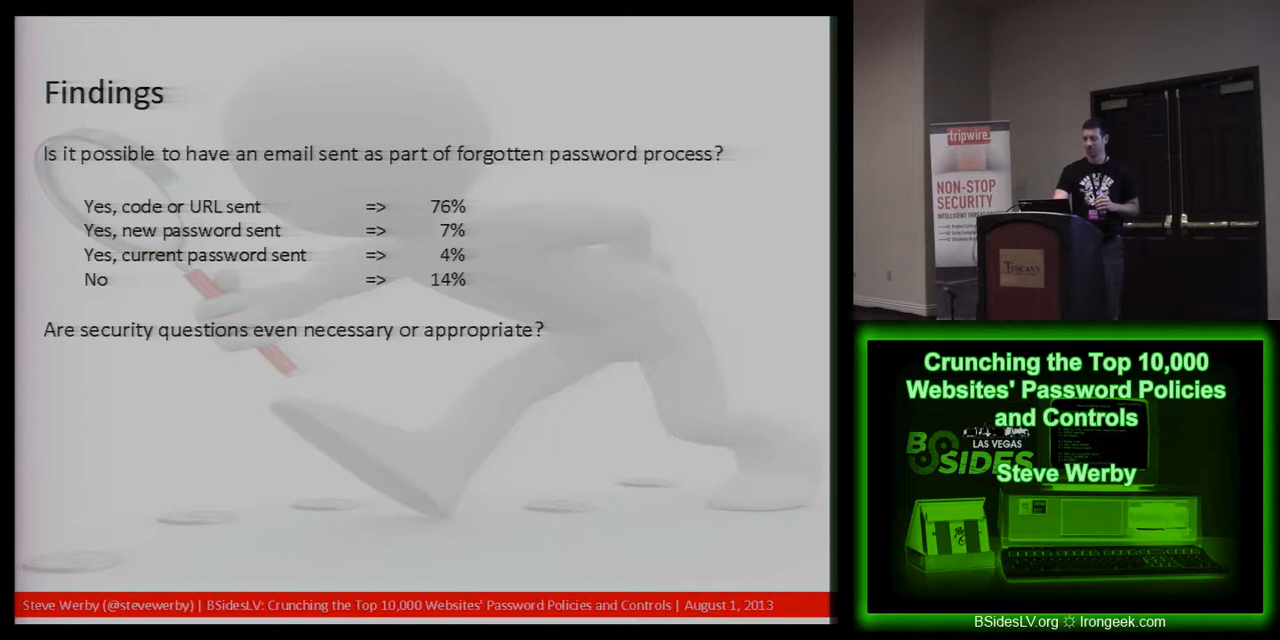 Findings
Is it possible to have an email sent as part of forgotten password process?
Yes, code or URL sent => 76%
Yes, new password sent => 7%
Yes, current password sent => 4%
No => 14%
Are security questions even necessary or appropriate?
Steve Werby (@stevewerby) | BSidesLV: Crunching the Top 10,000 Websites' Password Policies and Controls | August 1, 2013
tripwire
NON-STOP
SECURITY
TUSCANY
Crunching the Top 10,000
Websites' Password Policies
and Controls
LAS VEGAS
BSIDES
Steve Werby
BSidesLV.org ☼ Irongeek.com